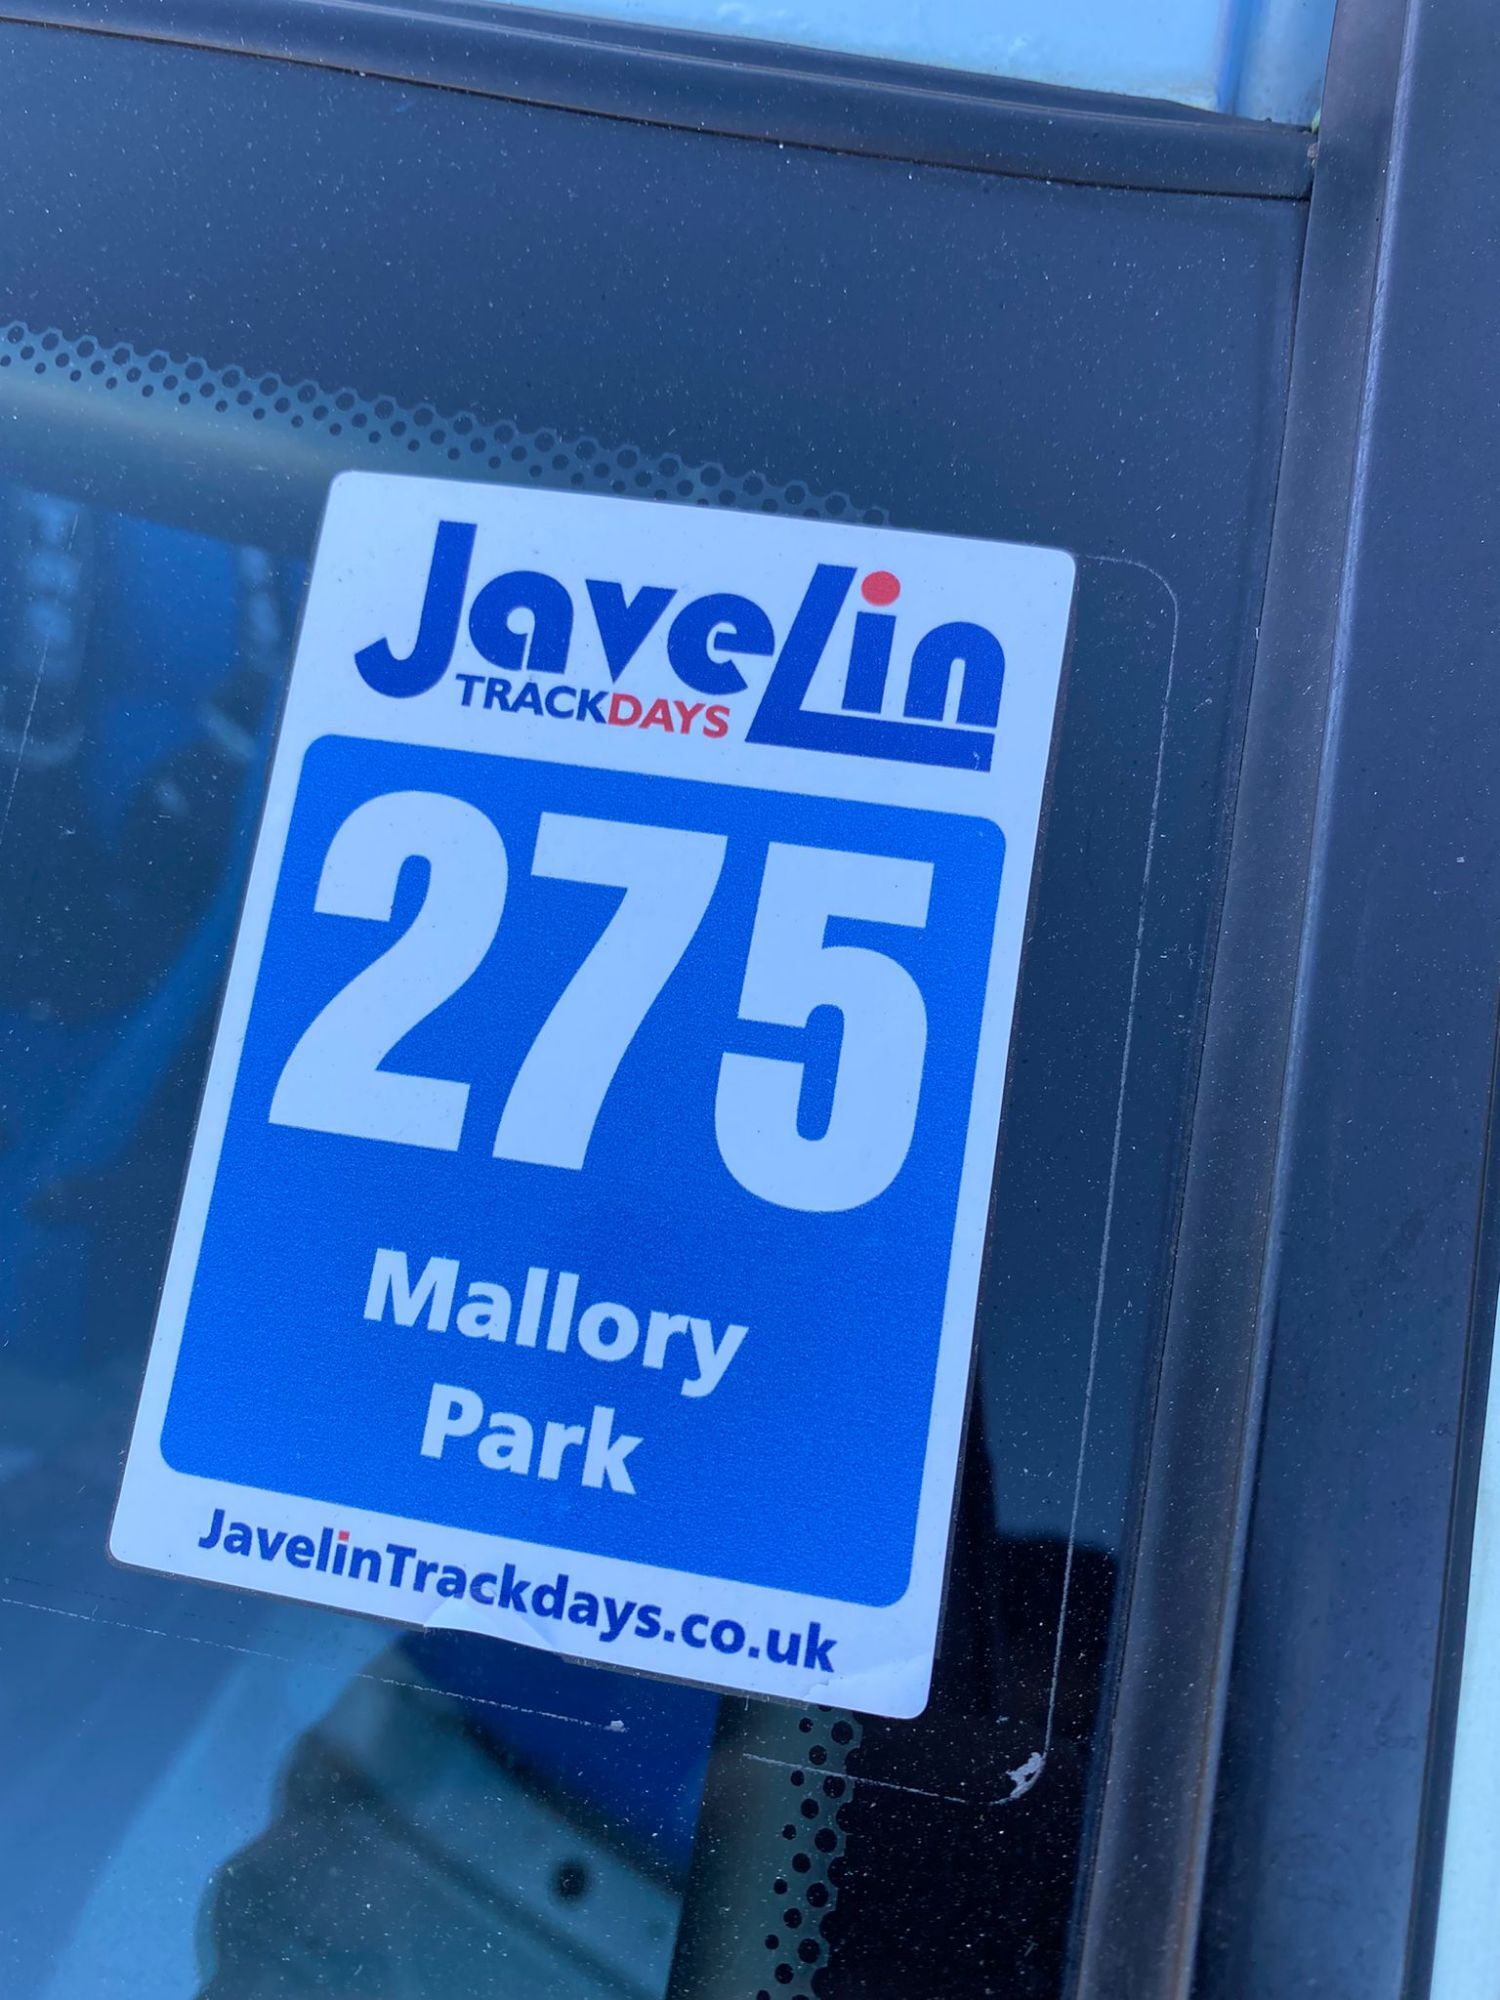 Javelin
TRACKDAYS
275
Mallory
Park
JavelinTrackdays.co.uk